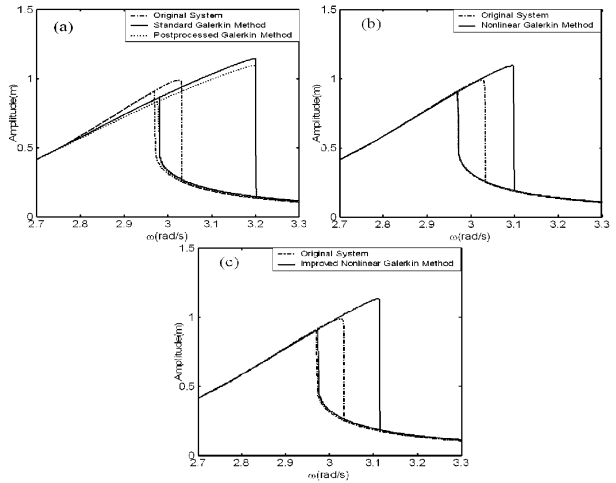 (a)
Original System
Standard Galerkin Method
Postprocessed Galerkin Method
Amplitude(m)
1.5
1
0.5
0
2.7 2.8 2.9 3 3.1 3.2 3.3
ω(rad/s)
(b)
Original System
Nonlinear Galerkin Method
Amplitude(m)
1.5
1
0.5
0
2.7 2.8 2.9 3 3.1 3.2 3.3
ω(rad/s)
(c)
Original System
Improved Nonlinear Galerkin Method
Amplitude(m)
1.5
1
0.5
0
2.7 2.8 2.9 3 3.1 3.2 3.3
ω(rad/s)